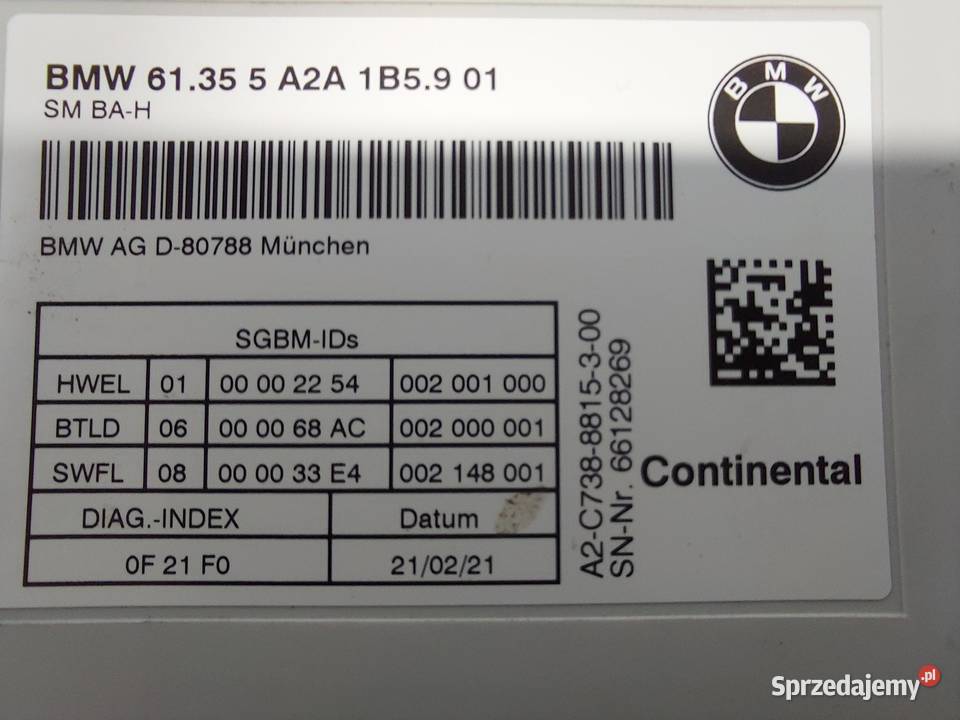 BMW 61.35 5 A2A 1B5.9 01
SM BA-H
BMW
BMW AG D-80788 München
SGBM-IDs
HWEL 01 00 00 22 54 002 001 000
BTLD 06 00 00 68 AC 002 000 001
SWFL 08 00 00 33 E4 002 148 001
DIAG.-INDEX Datum
0F 21 F0 21/02/21
A2-C738-8815-3-00
SN-Nr. 66128269
Continental
Sprzedajemy.pl